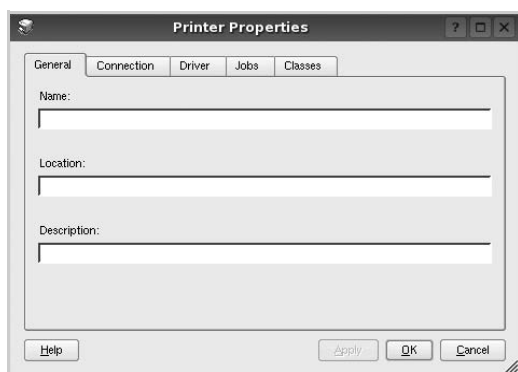 Printer Properties
General Connection Driver Jobs Classes
Name:
Location:
Description:
Help Apply OK Cancel